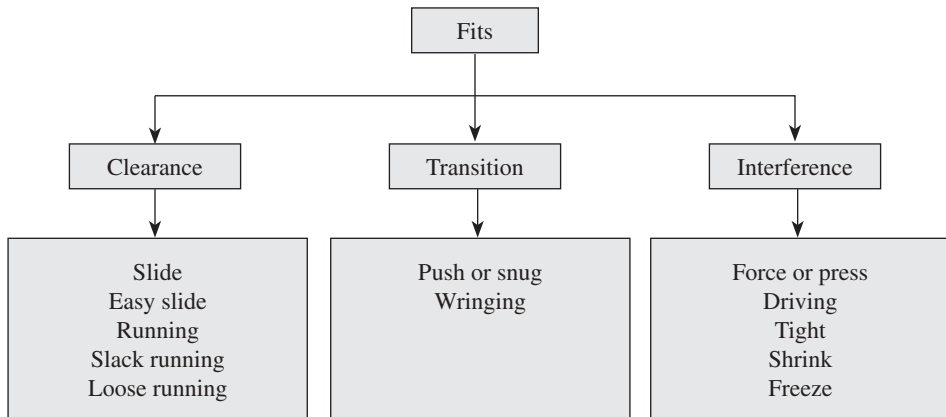 Fits
Clearance
Transition
Interference
Slide
Easy slide
Running
Slack running
Loose running
Push or snug
Wringing
Force or press
Driving
Tight
Shrink
Freeze